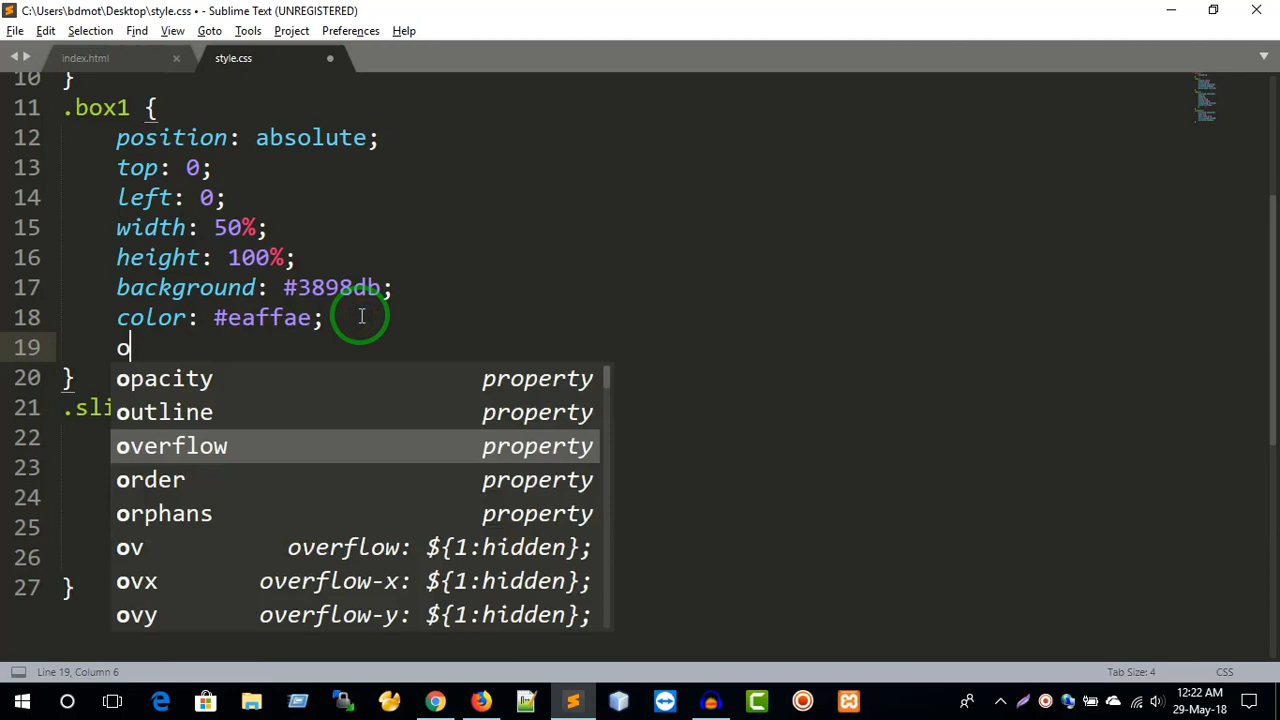 C:\Users\bdmot\Desktop\style.css • - Sublime Text (UNREGISTERED)
File Edit Selection Find View Goto Tools Project Preferences Help
index.html style.css
10 }
11 .box1 {
12 position: absolute;
13 top: 0;
14 left: 0;
15 width: 50%;
16 height: 100%;
17 background: #3898db;
18 color: #eaffae;
19 o
20 } opacity property
21 .sli outline property
22 overflow property
23 order property
24 orphans property
25 ov overflow: ${1:hidden};
26 ovx overflow-x: ${1:hidden};
27 } ovy overflow-y: ${1:hidden};
Line 19, Column 6 Tab Size: 4 CSS
12:22 AM
29-May-18